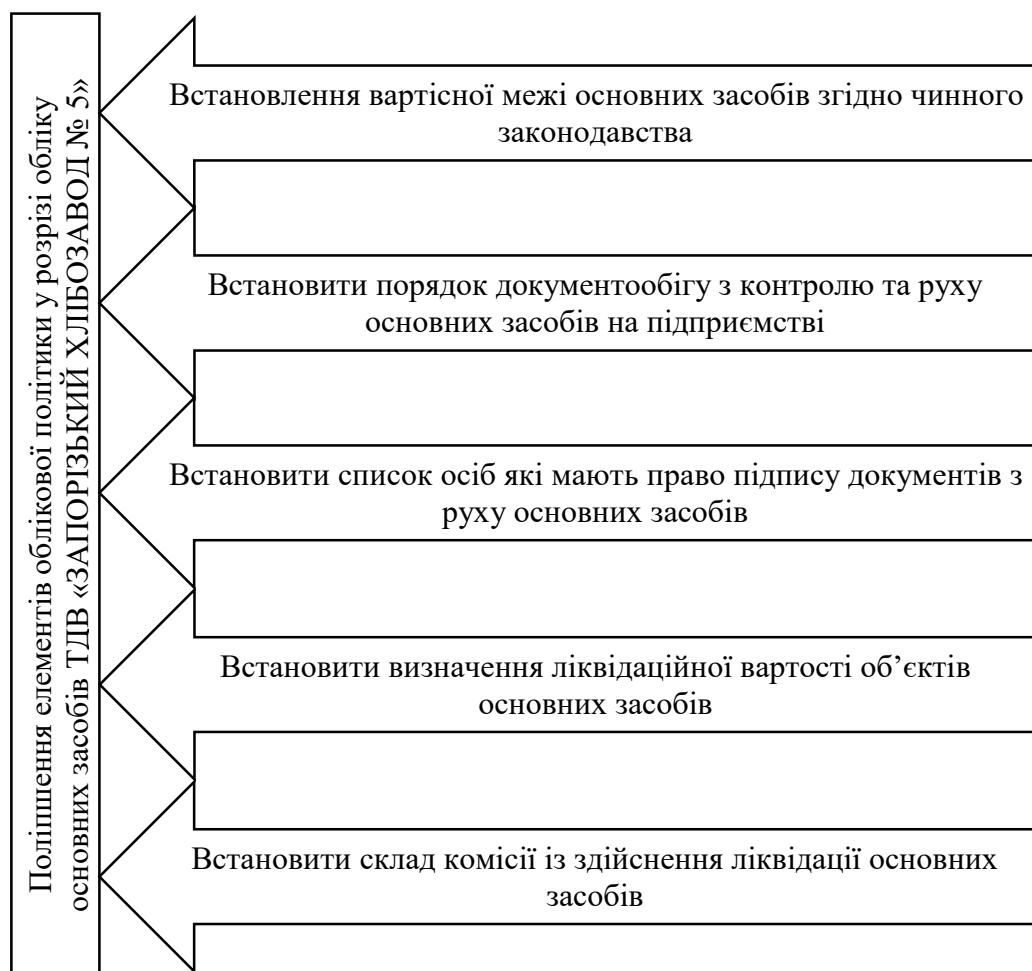 Поліпшення елементів облікової політики у розрізі обліку
основних засобів ТДВ «ЗАПОРІЗЬКИЙ ХЛІБОЗАВОД № 5»
Встановлення вартісної межі основних засобів згідно чинного
законодавства
Встановити порядок документообігу з контролю та руху
основних засобів на підприємстві
Встановити список осіб які мають право підпису документів з
руху основних засобів
Встановити визначення ліквідаційної вартості об’єктів
основних засобів
Встановити склад комісії із здійснення ліквідації основних
засобів